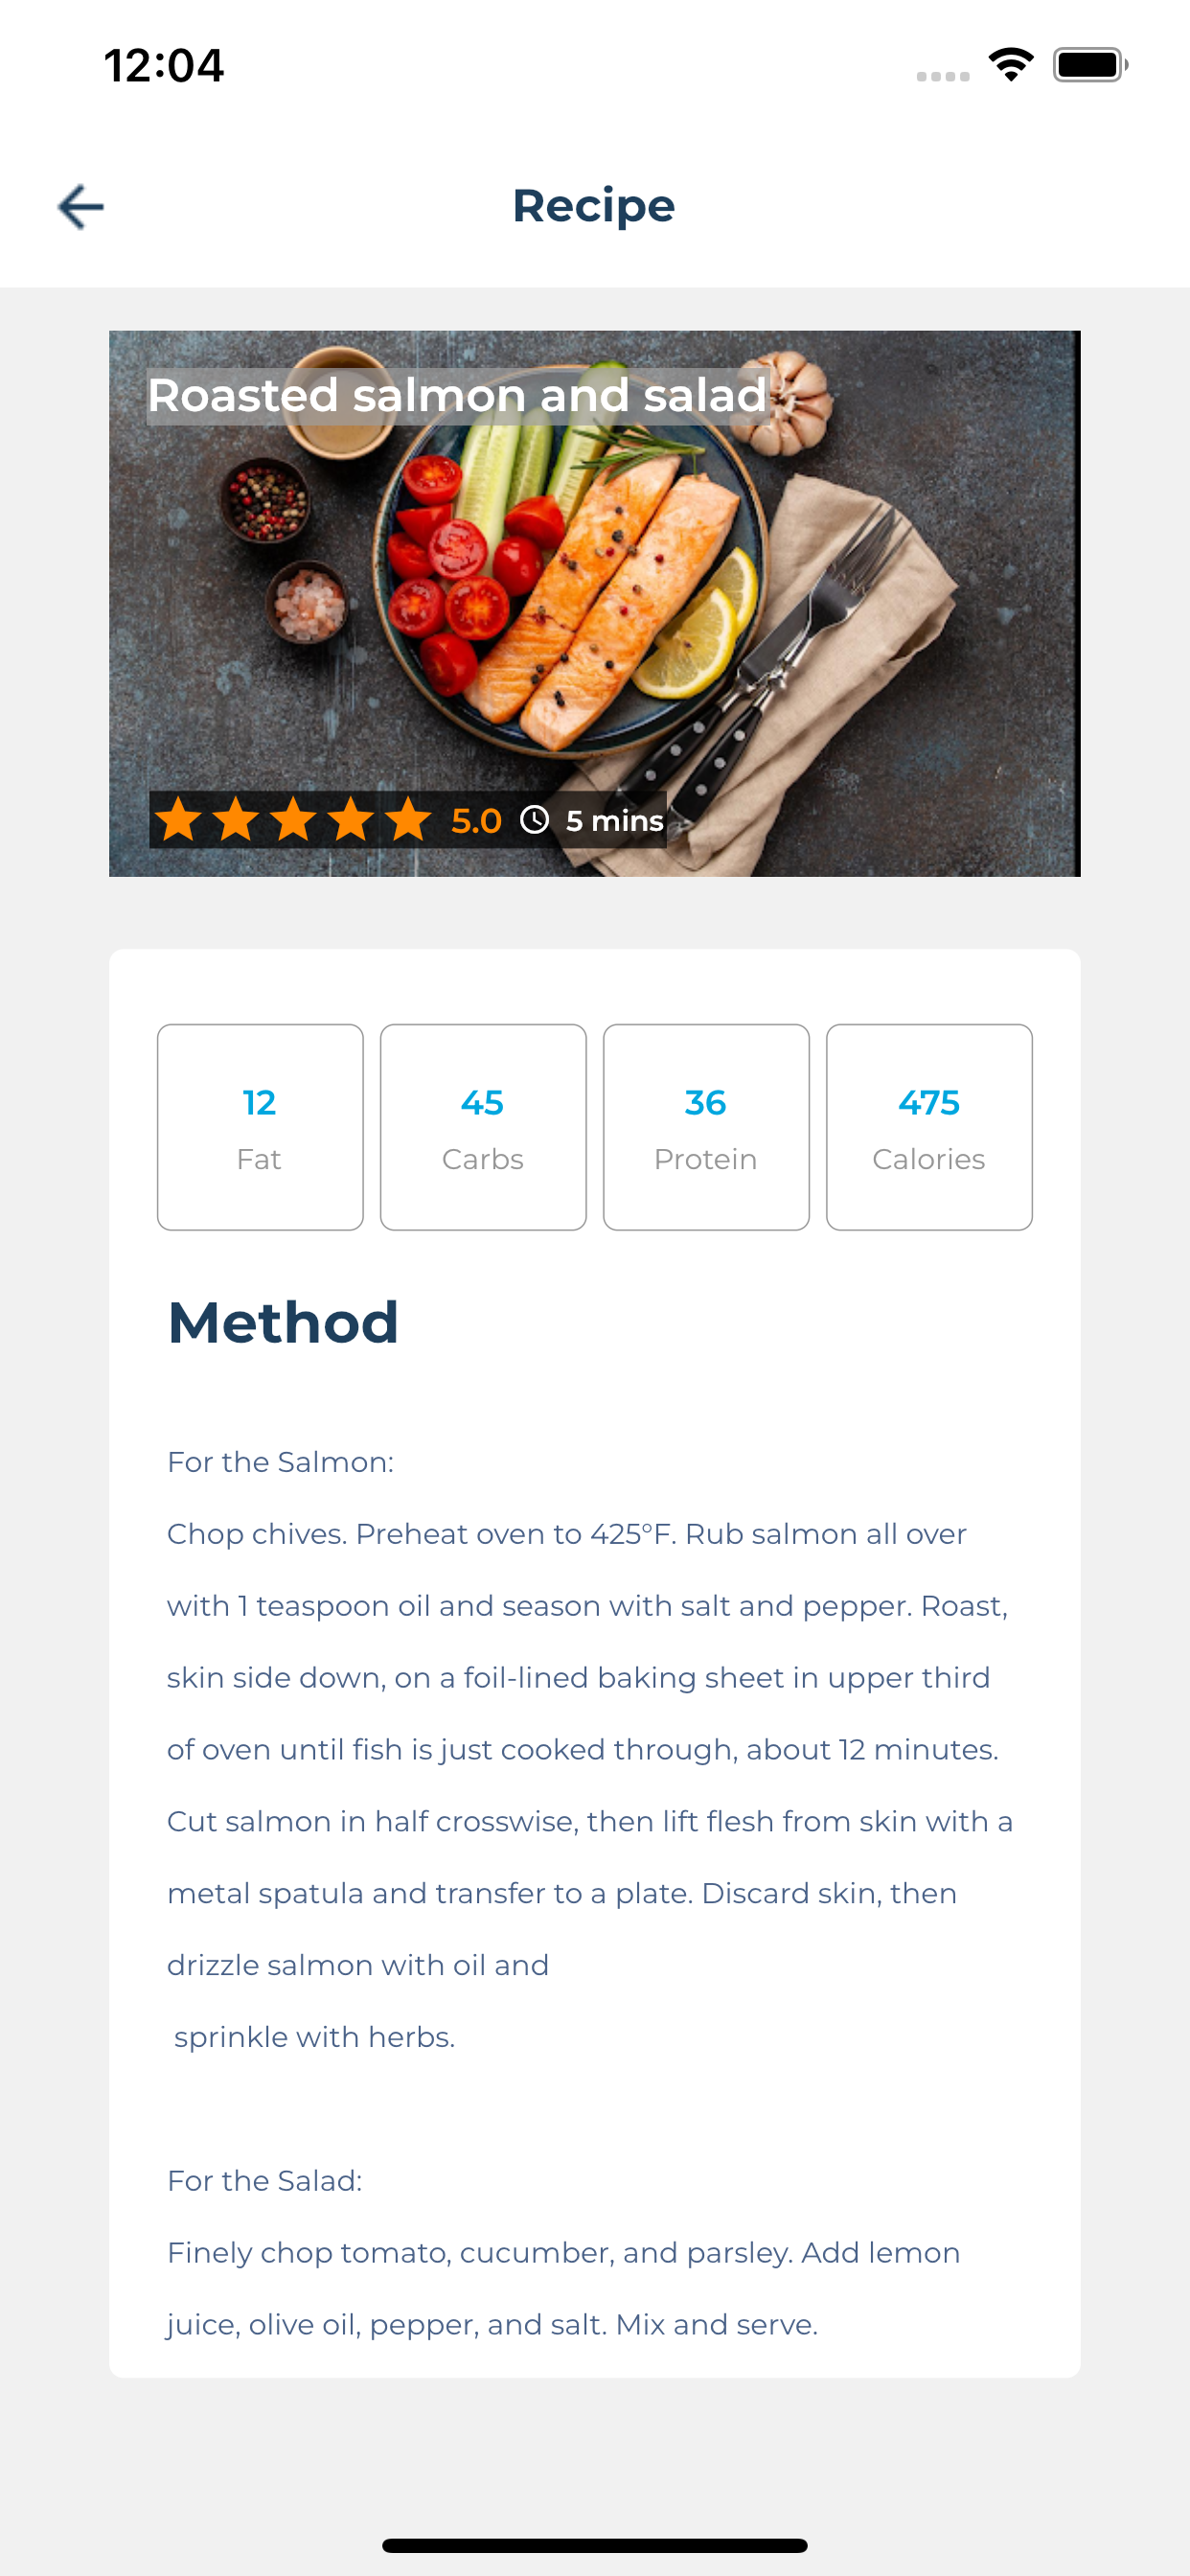 12:04
Recipe
Roasted salmon and salad
5.0 5 mins
12 45 36 475
Fat Carbs Protein Calories
Method
For the Salmon:
Chop chives. Preheat oven to 425°F. Rub salmon all over
with 1 teaspoon oil and season with salt and pepper. Roast,
skin side down, on a foil-lined baking sheet in upper third
of oven until fish is just cooked through, about 12 minutes.
Cut salmon in half crosswise, then lift flesh from skin with a
metal spatula and transfer to a plate. Discard skin, then
drizzle salmon with oil and
sprinkle with herbs.
For the Salad:
Finely chop tomato, cucumber, and parsley. Add lemon
juice, olive oil, pepper, and salt. Mix and serve.